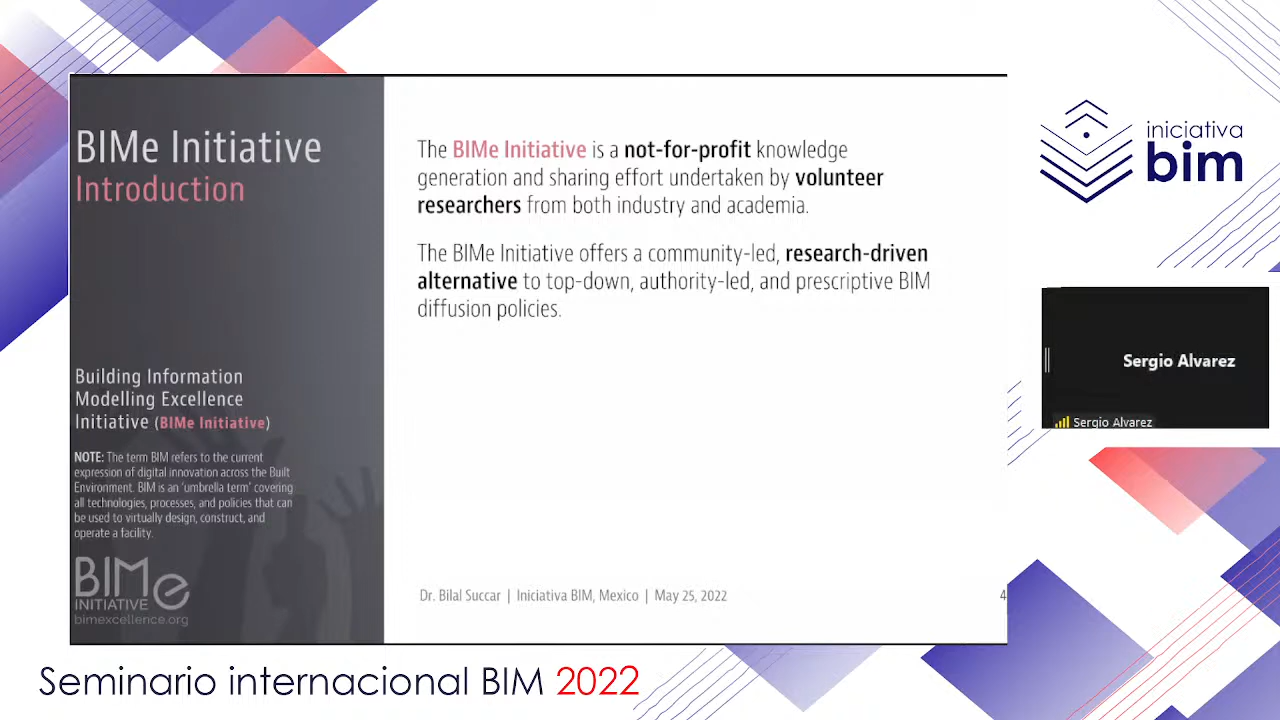 BIMe Initiative
Introduction
Building Information
Modelling Excellence
Initiative (BIMe Initiative)
NOTE: The term BIM refers to the current
expression of digital innovation across the Built
Environment. BIM is an 'umbrella term' covering
all technologies, processes, and policies that can
be used to virtually design, construct, and
operate a facility.
BIMe
INITIATIVE
bimexcellence.org
The BIMe Initiative is a not-for-profit knowledge
generation and sharing effort undertaken by volunteer
researchers from both industry and academia.
The BIMe Initiative offers a community-led, research-driven
alternative to top-down, authority-led, and prescriptive BIM
diffusion policies.
Dr. Bilal Succar | Iniciativa BIM, Mexico | May 25, 2022
4
iniciativa
bim
Sergio Alvarez
Sergio Alvarez
Seminario internacional BIM 2022